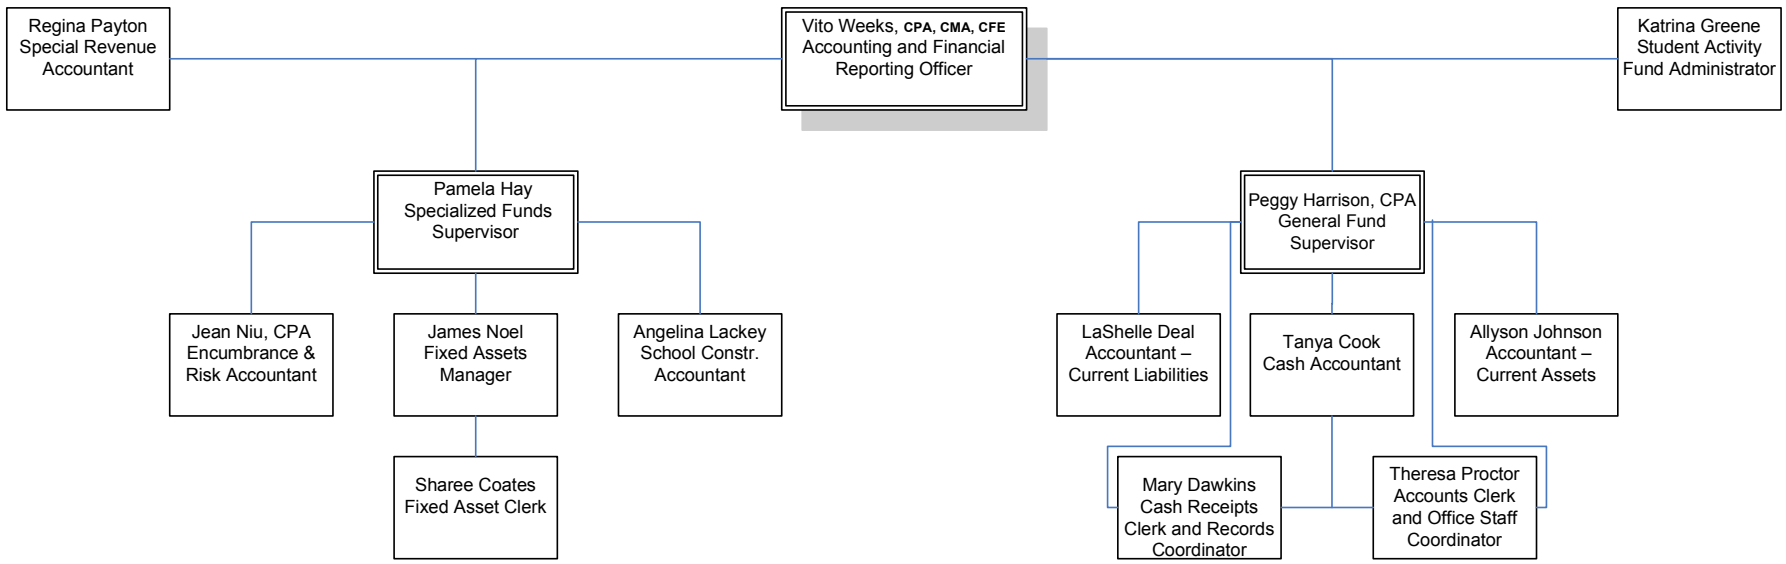 Regina Payton
Special Revenue
Accountant
Vito Weeks, CPA, CMA, CFE
Accounting and Financial
Reporting Officer
Katrina Greene
Student Activity
Fund Administrator
Pamela Hay
Specialized Funds
Supervisor
Peggy Harrison, CPA
General Fund
Supervisor
Jean Niu, CPA
Encumbrance &
Risk Accountant
James Noel
Fixed Assets
Manager
Angelina Lackey
School Constr.
Accountant
LaShelle Deal
Accountant –
Current Liabilities
Tanya Cook
Cash Accountant
Allyson Johnson
Accountant –
Current Assets
Sharee Coates
Fixed Asset Clerk
Mary Dawkins
Cash Receipts
Clerk and Records
Coordinator
Theresa Proctor
Accounts Clerk
and Office Staff
Coordinator